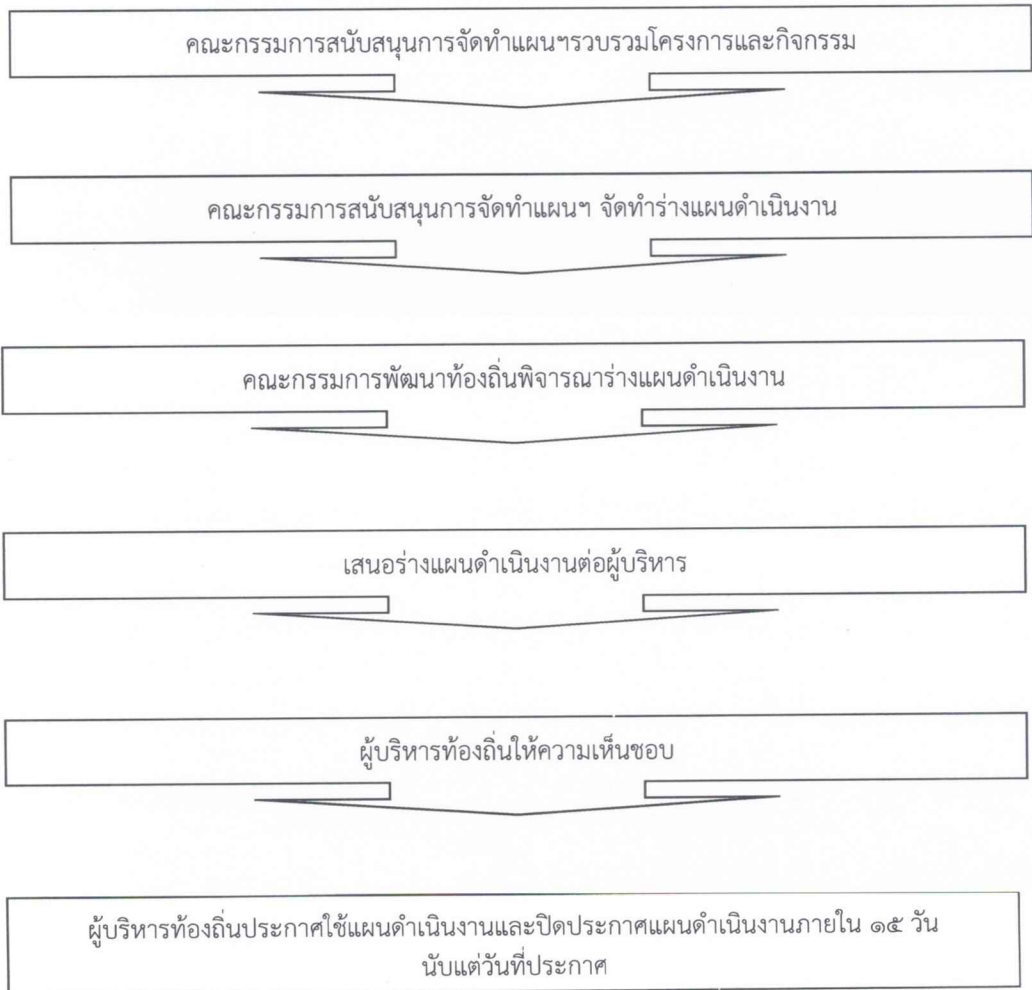 คณะกรรมการสนับสนุนการจัดทำแผนฯรวบรวมโครงการและกิจกรรม
คณะกรรมการสนับสนุนการจัดทำแผนฯ จัดทำร่างแผนดำเนินงาน
คณะกรรมการพัฒนาท้องถิ่นพิจารณาร่างแผนดำเนินงาน
เสนอร่างแผนดำเนินงานต่อผู้บริหาร
ผู้บริหารท้องถิ่นให้ความเห็นชอบ
ผู้บริหารท้องถิ่นประกาศใช้แผนดำเนินงานและปิดประกาศแผนดำเนินงานภายใน ๑๕ วัน
นับแต่วันที่ประกาศ